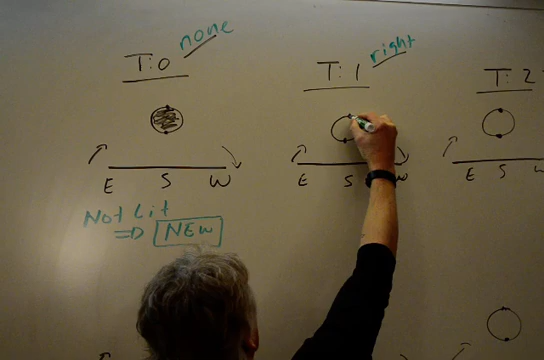 T:0 none
E S W
Not Lit
⇒ NEW
T:1 right
E S W
T:2
E S W